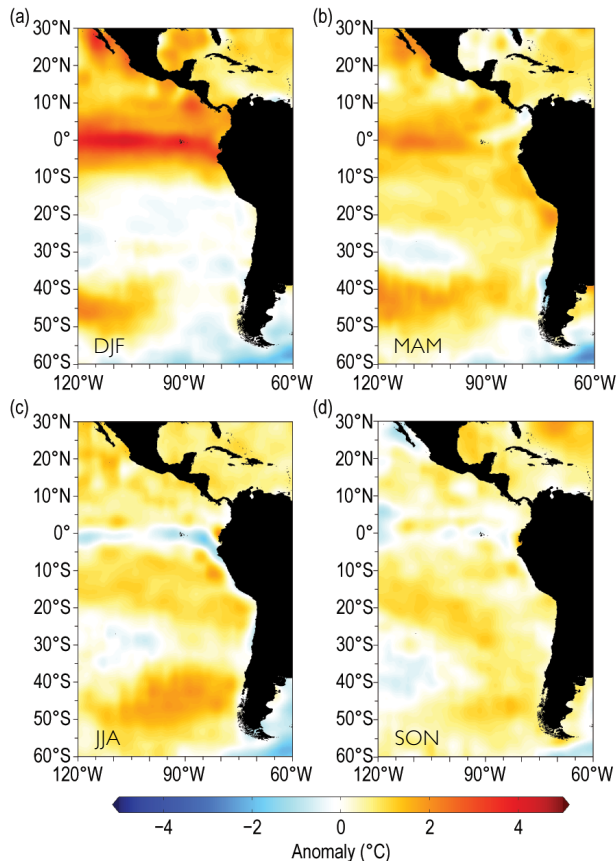 (a)
(b)
30°N 30°N
20°N 20°N
10°N 10°N
0° 0°
10°S 10°S
20°S 20°S
30°S 30°S
40°S 40°S
50°S 50°S
DJF MAM
60°S 60°S
120°W 90°W 60°W 120°W 90°W 60°W
(c)
(d)
30°N 30°N
20°N 20°N
10°N 10°N
0° 0°
10°S 10°S
20°S 20°S
30°S 30°S
40°S 40°S
50°S 50°S
JJA SON
60°S 60°S
120°W 90°W 60°W 120°W 90°W 60°W
−4 −2 0 2 4
Anomaly (°C)